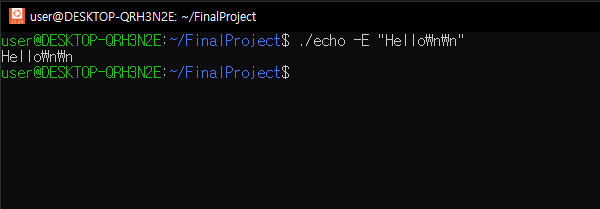 user@DESKTOP-QRH3N2E: ~/FinalProject
user@DESKTOP-QRH3N2E:~/FinalProject$ ./echo -E "Hello₩n₩n"
Hello₩n₩n
user@DESKTOP-QRH3N2E:~/FinalProject$